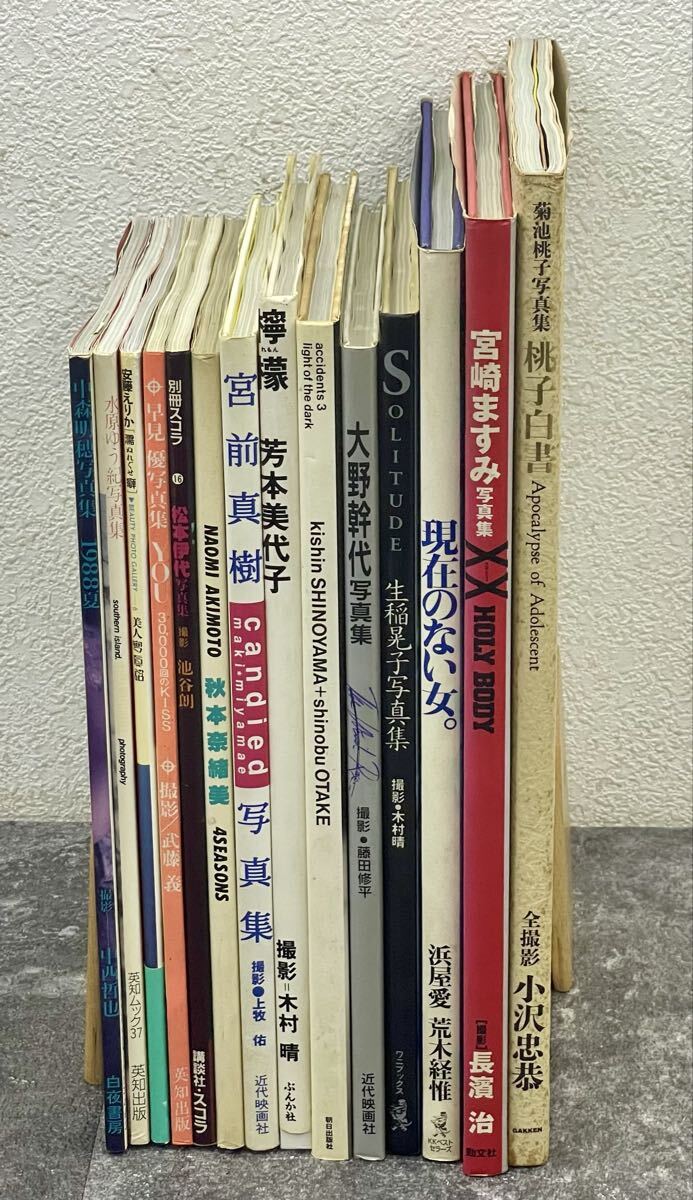 中森明穂写真集 1988夏
撮影 中西哲也
白夜書房
水原ゆう紀写真集
southern island.
photography
英知ムック37
安藤えりか
BEAUTY PHOTO GALLERY
英知出版
早見優写真集 YOU
30,000回のKISS
撮影/武藤義
英知出版
別冊スコラ
16
松本伊代写真集
撮影 池谷朗
講談社・スコラ
NAOMI AKIMOTO
秋本奈緒美
4SEASONS
宮前真樹
candied
maki・miyamae
写真集
撮影●上牧 佑
近代映画社
檸檬
れもん
芳本美代子
撮影=木村 晴
ぶんか社
accidents 3
light of the dark
kishin SHINOYAMA+shinobu OTAKE
朝日出版社
大野幹代写真集
撮影●藤田修平
近代映画社
SOLITUDE
生稲晃子写真集
撮影・木村晴
ワニブックス
現在のない女。
浜屋愛 荒木経惟
KKベストセラーズ
宮崎ますみ写真集
XX HOLY BODY
[撮影]長濱 治
勁文社
菊池桃子写真集
桃子白書
Apocalypse of Adolescent
全撮影 小沢忠恭
GAKKEN